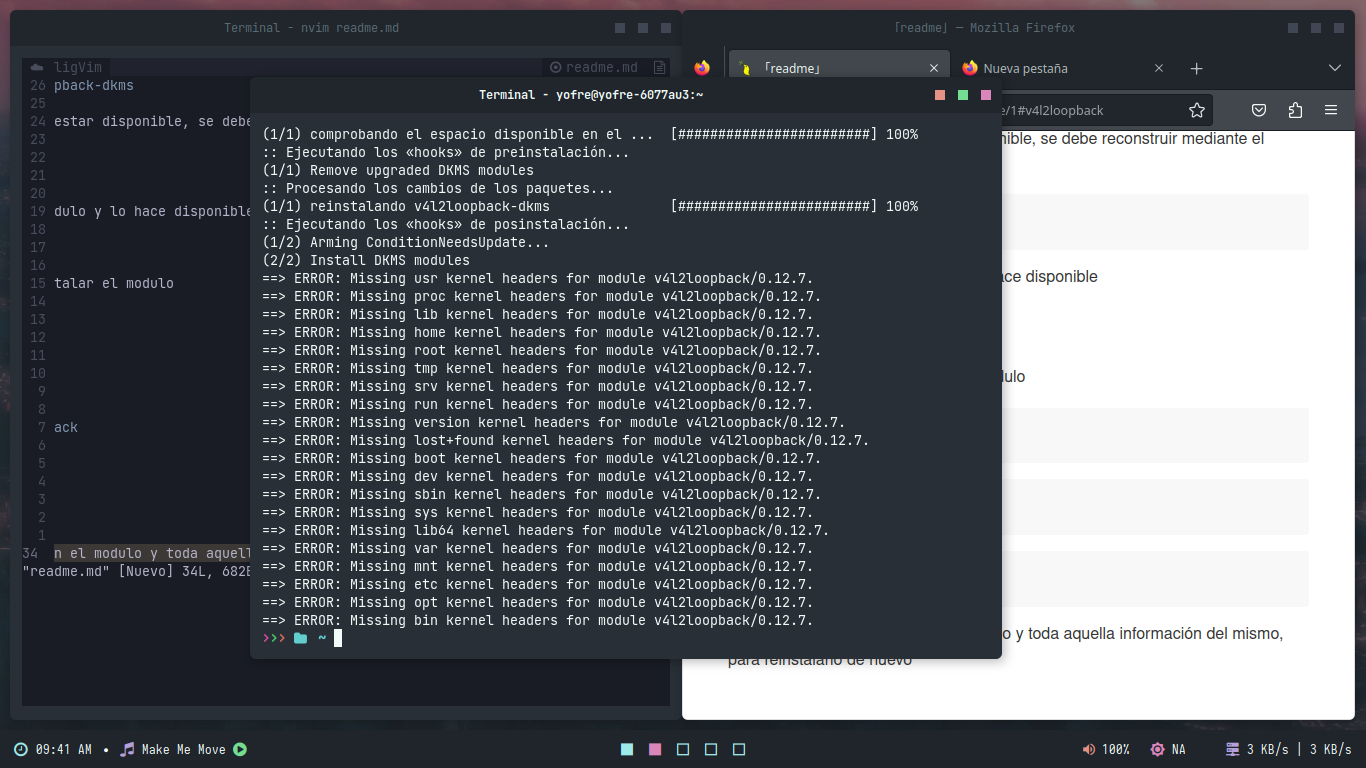 Terminal - nvim readme.md
ligVim
readme.md
26 pback-dkms
25
24 estar disponible, se debe
23
22
21
20
19 dulo y lo hace disponible
18
17
16
15 talar el modulo
14
13
12
11
10
9
8
7 ack
6
5
4
3
2
1
34 n el modulo y toda aquell
"readme.md" [Nuevo] 34L, 682B
「readme」 — Mozilla Firefox
「readme」
Nueva pestaña
e/1#v4l2loopback
nible, se debe reconstruir mediante el
ace disponible
dulo
o y toda aquella información del mismo,
para reinstalarlo de nuevo
Terminal - yofre@yofre-6077au3:~
(1/1) comprobando el espacio disponible en el ... [########################] 100%
:: Ejecutando los «hooks» de preinstalación...
(1/1) Remove upgraded DKMS modules
:: Procesando los cambios de los paquetes...
(1/1) reinstalando v4l2loopback-dkms [########################] 100%
:: Ejecutando los «hooks» de posinstalación...
(1/2) Arming ConditionNeedsUpdate...
(2/2) Install DKMS modules
==> ERROR: Missing usr kernel headers for module v4l2loopback/0.12.7.
==> ERROR: Missing proc kernel headers for module v4l2loopback/0.12.7.
==> ERROR: Missing lib kernel headers for module v4l2loopback/0.12.7.
==> ERROR: Missing home kernel headers for module v4l2loopback/0.12.7.
==> ERROR: Missing root kernel headers for module v4l2loopback/0.12.7.
==> ERROR: Missing tmp kernel headers for module v4l2loopback/0.12.7.
==> ERROR: Missing srv kernel headers for module v4l2loopback/0.12.7.
==> ERROR: Missing run kernel headers for module v4l2loopback/0.12.7.
==> ERROR: Missing version kernel headers for module v4l2loopback/0.12.7.
==> ERROR: Missing lost+found kernel headers for module v4l2loopback/0.12.7.
==> ERROR: Missing boot kernel headers for module v4l2loopback/0.12.7.
==> ERROR: Missing dev kernel headers for module v4l2loopback/0.12.7.
==> ERROR: Missing sbin kernel headers for module v4l2loopback/0.12.7.
==> ERROR: Missing sys kernel headers for module v4l2loopback/0.12.7.
==> ERROR: Missing lib64 kernel headers for module v4l2loopback/0.12.7.
==> ERROR: Missing var kernel headers for module v4l2loopback/0.12.7.
==> ERROR: Missing mnt kernel headers for module v4l2loopback/0.12.7.
==> ERROR: Missing etc kernel headers for module v4l2loopback/0.12.7.
==> ERROR: Missing opt kernel headers for module v4l2loopback/0.12.7.
==> ERROR: Missing bin kernel headers for module v4l2loopback/0.12.7.
>>> ~
09:41 AM • Make Me Move
100%
NA
3 KB/s | 3 KB/s